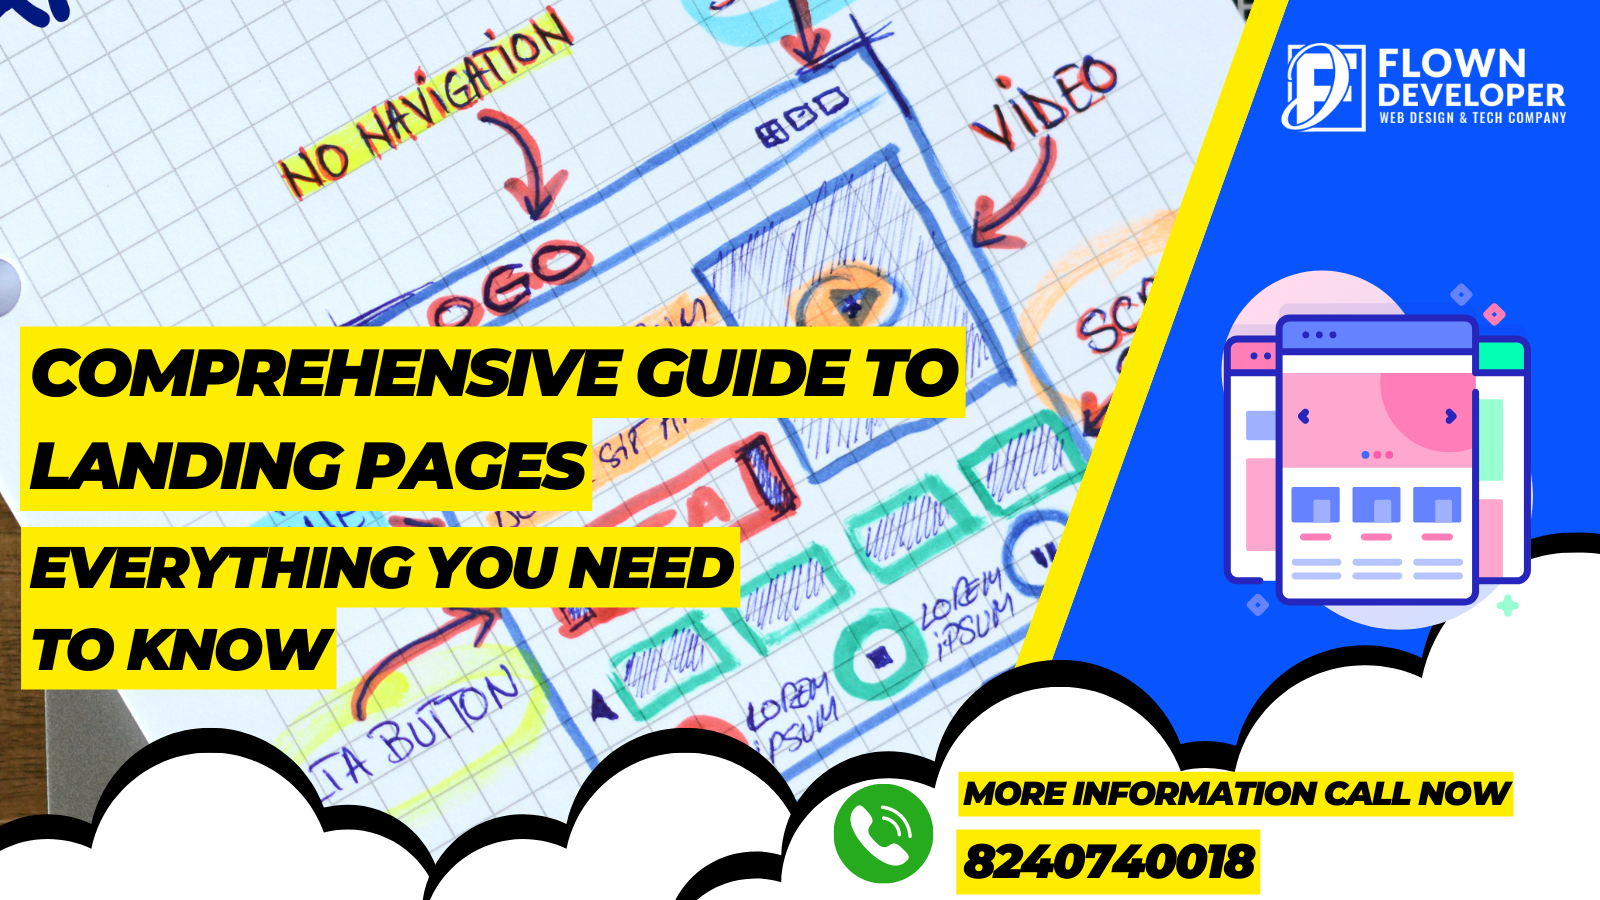 NO NAVIGATION
VIDEO
FLOWN
DEVELOPER
WEB DESIGN & TECH COMPANY
COMPREHENSIVE GUIDE TO
LANDING PAGES
EVERYTHING YOU NEED
TO KNOW
LOREM
IPSUM
LOREM
IPSUM
BUTTON
MORE INFORMATION CALL NOW
8240740018